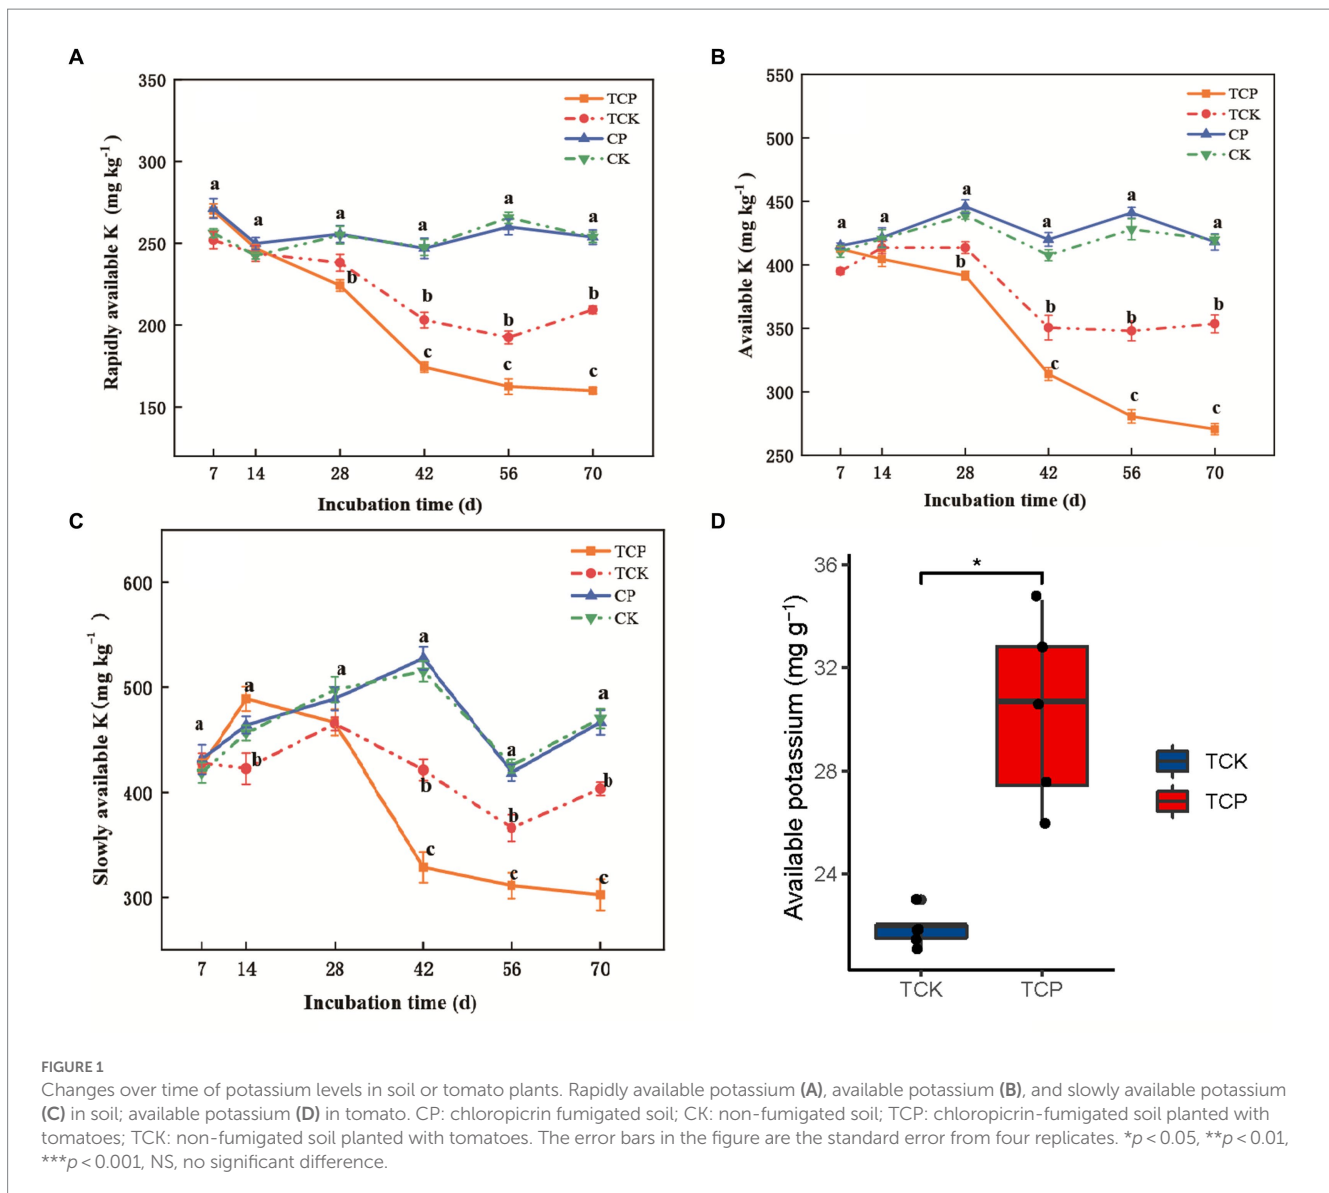 A
350
300
250
200
150
Rapidly available K (mg kg⁻¹)
TCP
TCK
CP
CK
a a a a a a
b b b b
c c c
7 14 28 42 56 70
Incubation time (d)
B
550
500
450
400
350
300
250
Available K (mg kg⁻¹)
TCP
TCK
CP
CK
a a a a a a
b b b b
c c c
7 14 28 42 56 70
Incubation time (d)
C
600
500
400
300
Slowly available K (mg kg⁻¹)
TCP
TCK
CP
CK
a a a a a a
b b b b
c c c
7 14 28 42 56 70
Incubation time (d)
D
36
32
28
24
Available potassium (mg g⁻¹)
*
TCK
TCP
TCK TCP
FIGURE 1
Changes over time of potassium levels in soil or tomato plants. Rapidly available potassium (A), available potassium (B), and slowly available potassium
(C) in soil; available potassium (D) in tomato. CP: chloropicrin fumigated soil; CK: non-fumigated soil; TCP: chloropicrin-fumigated soil planted with
tomatoes; TCK: non-fumigated soil planted with tomatoes. The error bars in the figure are the standard error from four replicates. *p < 0.05, **p < 0.01,
***p < 0.001, NS, no significant difference.